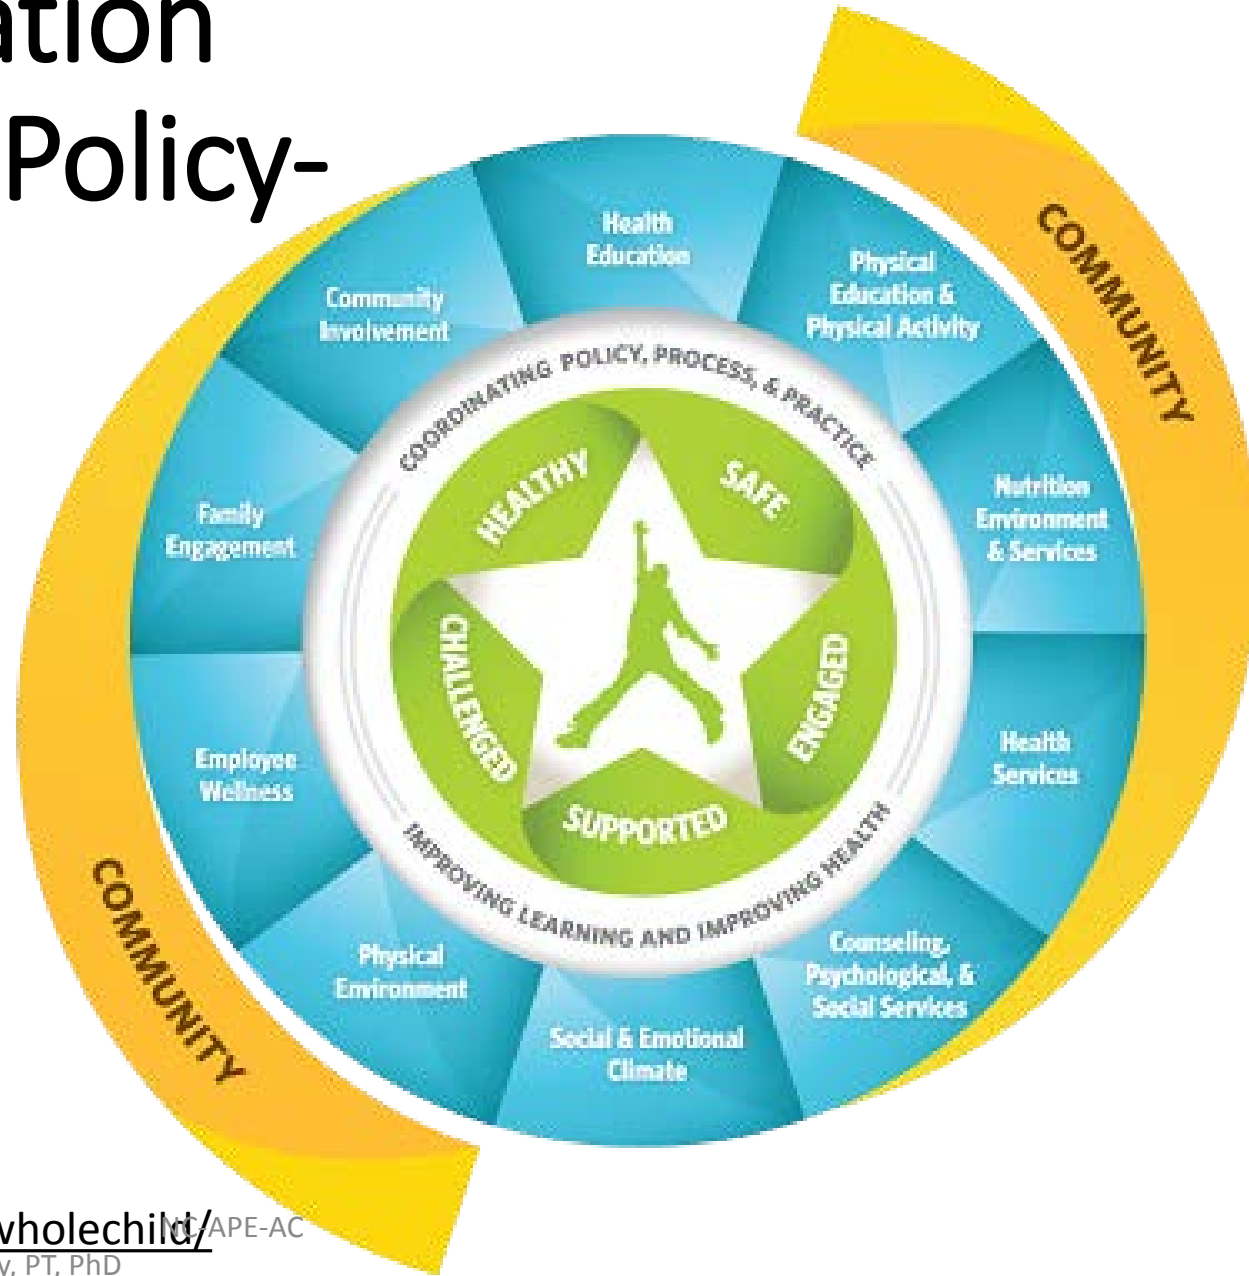 ation
Policy-
COMMUNITY
Health
Education
Physical
Education &
Physical Activity
Nutrition
Environment
& Services
Health
Services
Counseling,
Psychological, &
Social Services
Social & Emotional
Climate
Physical
Environment
Employee
Wellness
Family
Engagement
Community
Involvement
COORDINATING POLICY, PROCESS, & PRACTICE
IMPROVING LEARNING AND IMPROVING HEALTH
HEALTHY
SAFE
ENGAGED
SUPPORTED
CHALLENGED
COMMUNITY
wholechild/
NC-APE-AC
y, PT, PhD